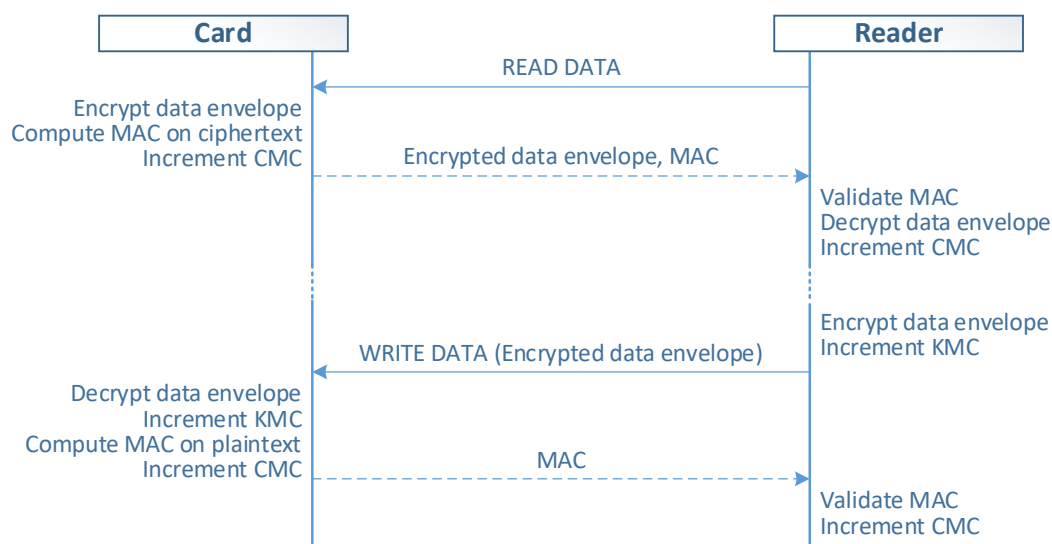 Card
Reader
READ DATA
Encrypt data envelope
Compute MAC on ciphertext
Increment CMC
Encrypted data envelope, MAC
Validate MAC
Decrypt data envelope
Increment CMC
Encrypt data envelope
Increment KMC
WRITE DATA (Encrypted data envelope)
Decrypt data envelope
Increment KMC
Compute MAC on plaintext
Increment CMC
MAC
Validate MAC
Increment CMC